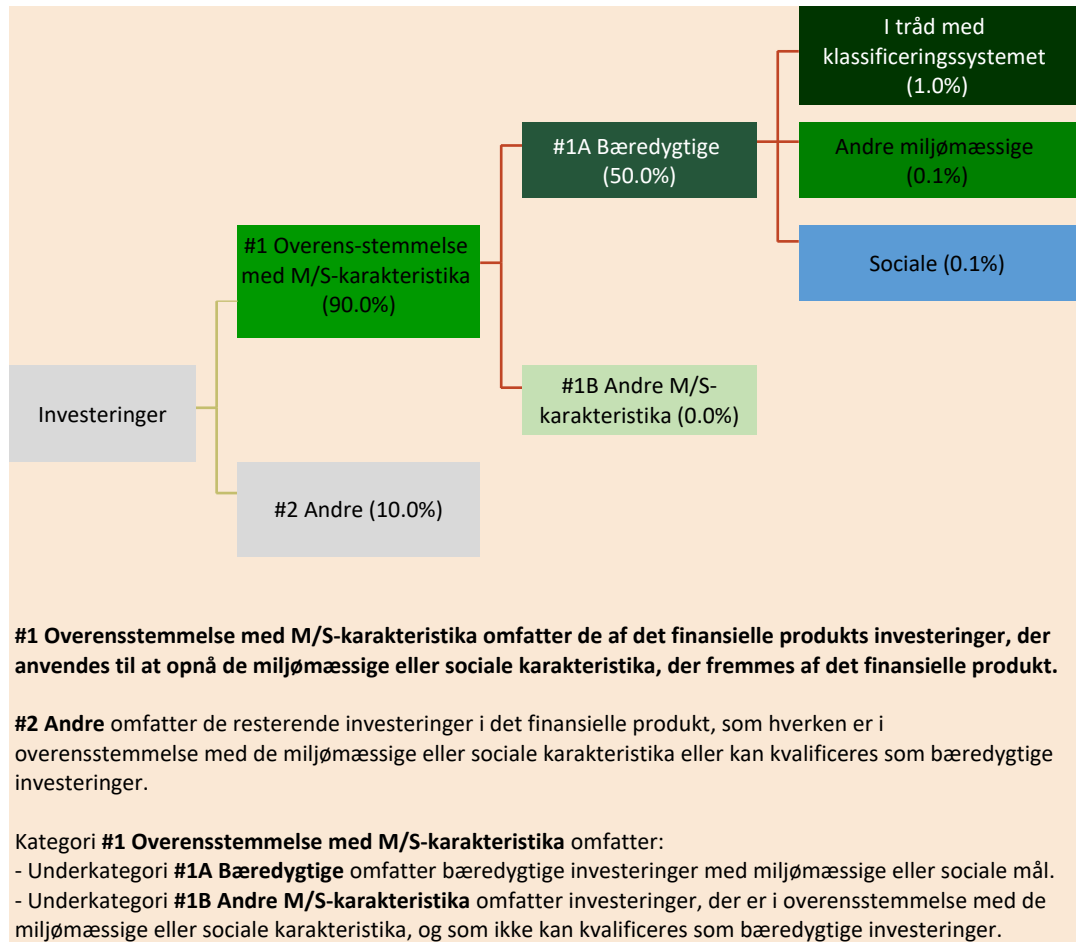 I tråd med
klassificeringssystemet
(1.0%)
#1A Bæredygtige
(50.0%)
Andre miljømæssige
(0.1%)
#1 Overens-stemmelse
med M/S-karakteristika
(90.0%)
Sociale (0.1%)
Investeringer
#1B Andre M/S-
karakteristika (0.0%)
#2 Andre (10.0%)
#1 Overensstemmelse med M/S-karakteristika omfatter de af det finansielle produkts investeringer, der
anvendes til at opnå de miljømæssige eller sociale karakteristika, der fremmes af det finansielle produkt.
#2 Andre omfatter de resterende investeringer i det finansielle produkt, som hverken er i
overensstemmelse med de miljømæssige eller sociale karakteristika eller kan kvalificeres som bæredygtige
investeringer.
Kategori #1 Overensstemmelse med M/S-karakteristika omfatter:
- Underkategori #1A Bæredygtige omfatter bæredygtige investeringer med miljømæssige eller sociale mål.
- Underkategori #1B Andre M/S-karakteristika omfatter investeringer, der er i overensstemmelse med de
miljømæssige eller sociale karakteristika, og som ikke kan kvalificeres som bæredygtige investeringer.